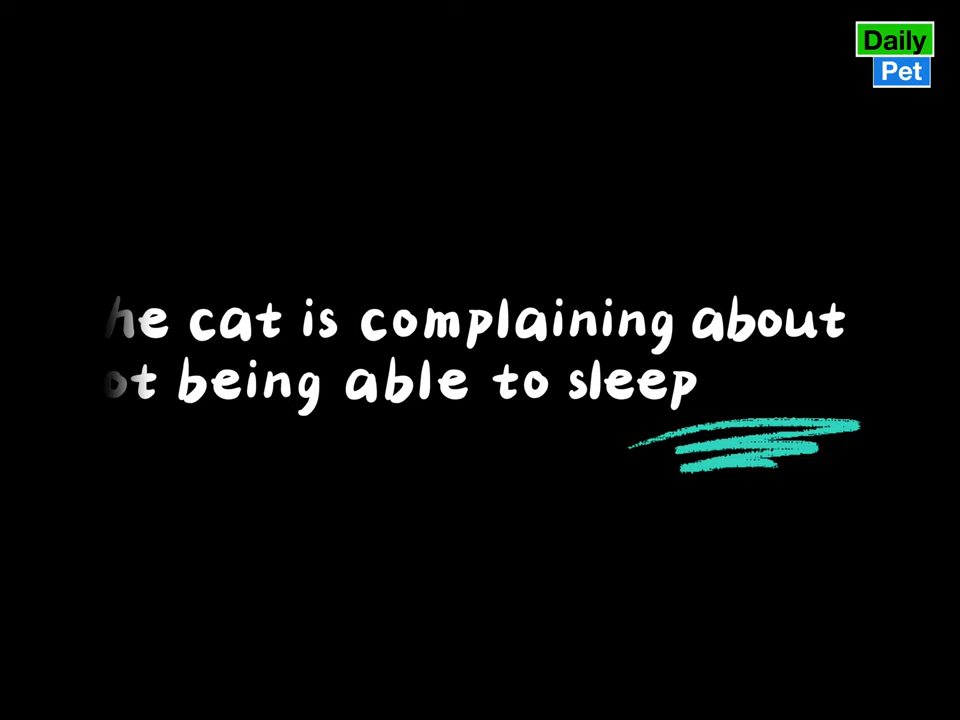 Daily
Pet
he cat is complaining about
ot being able to sleep